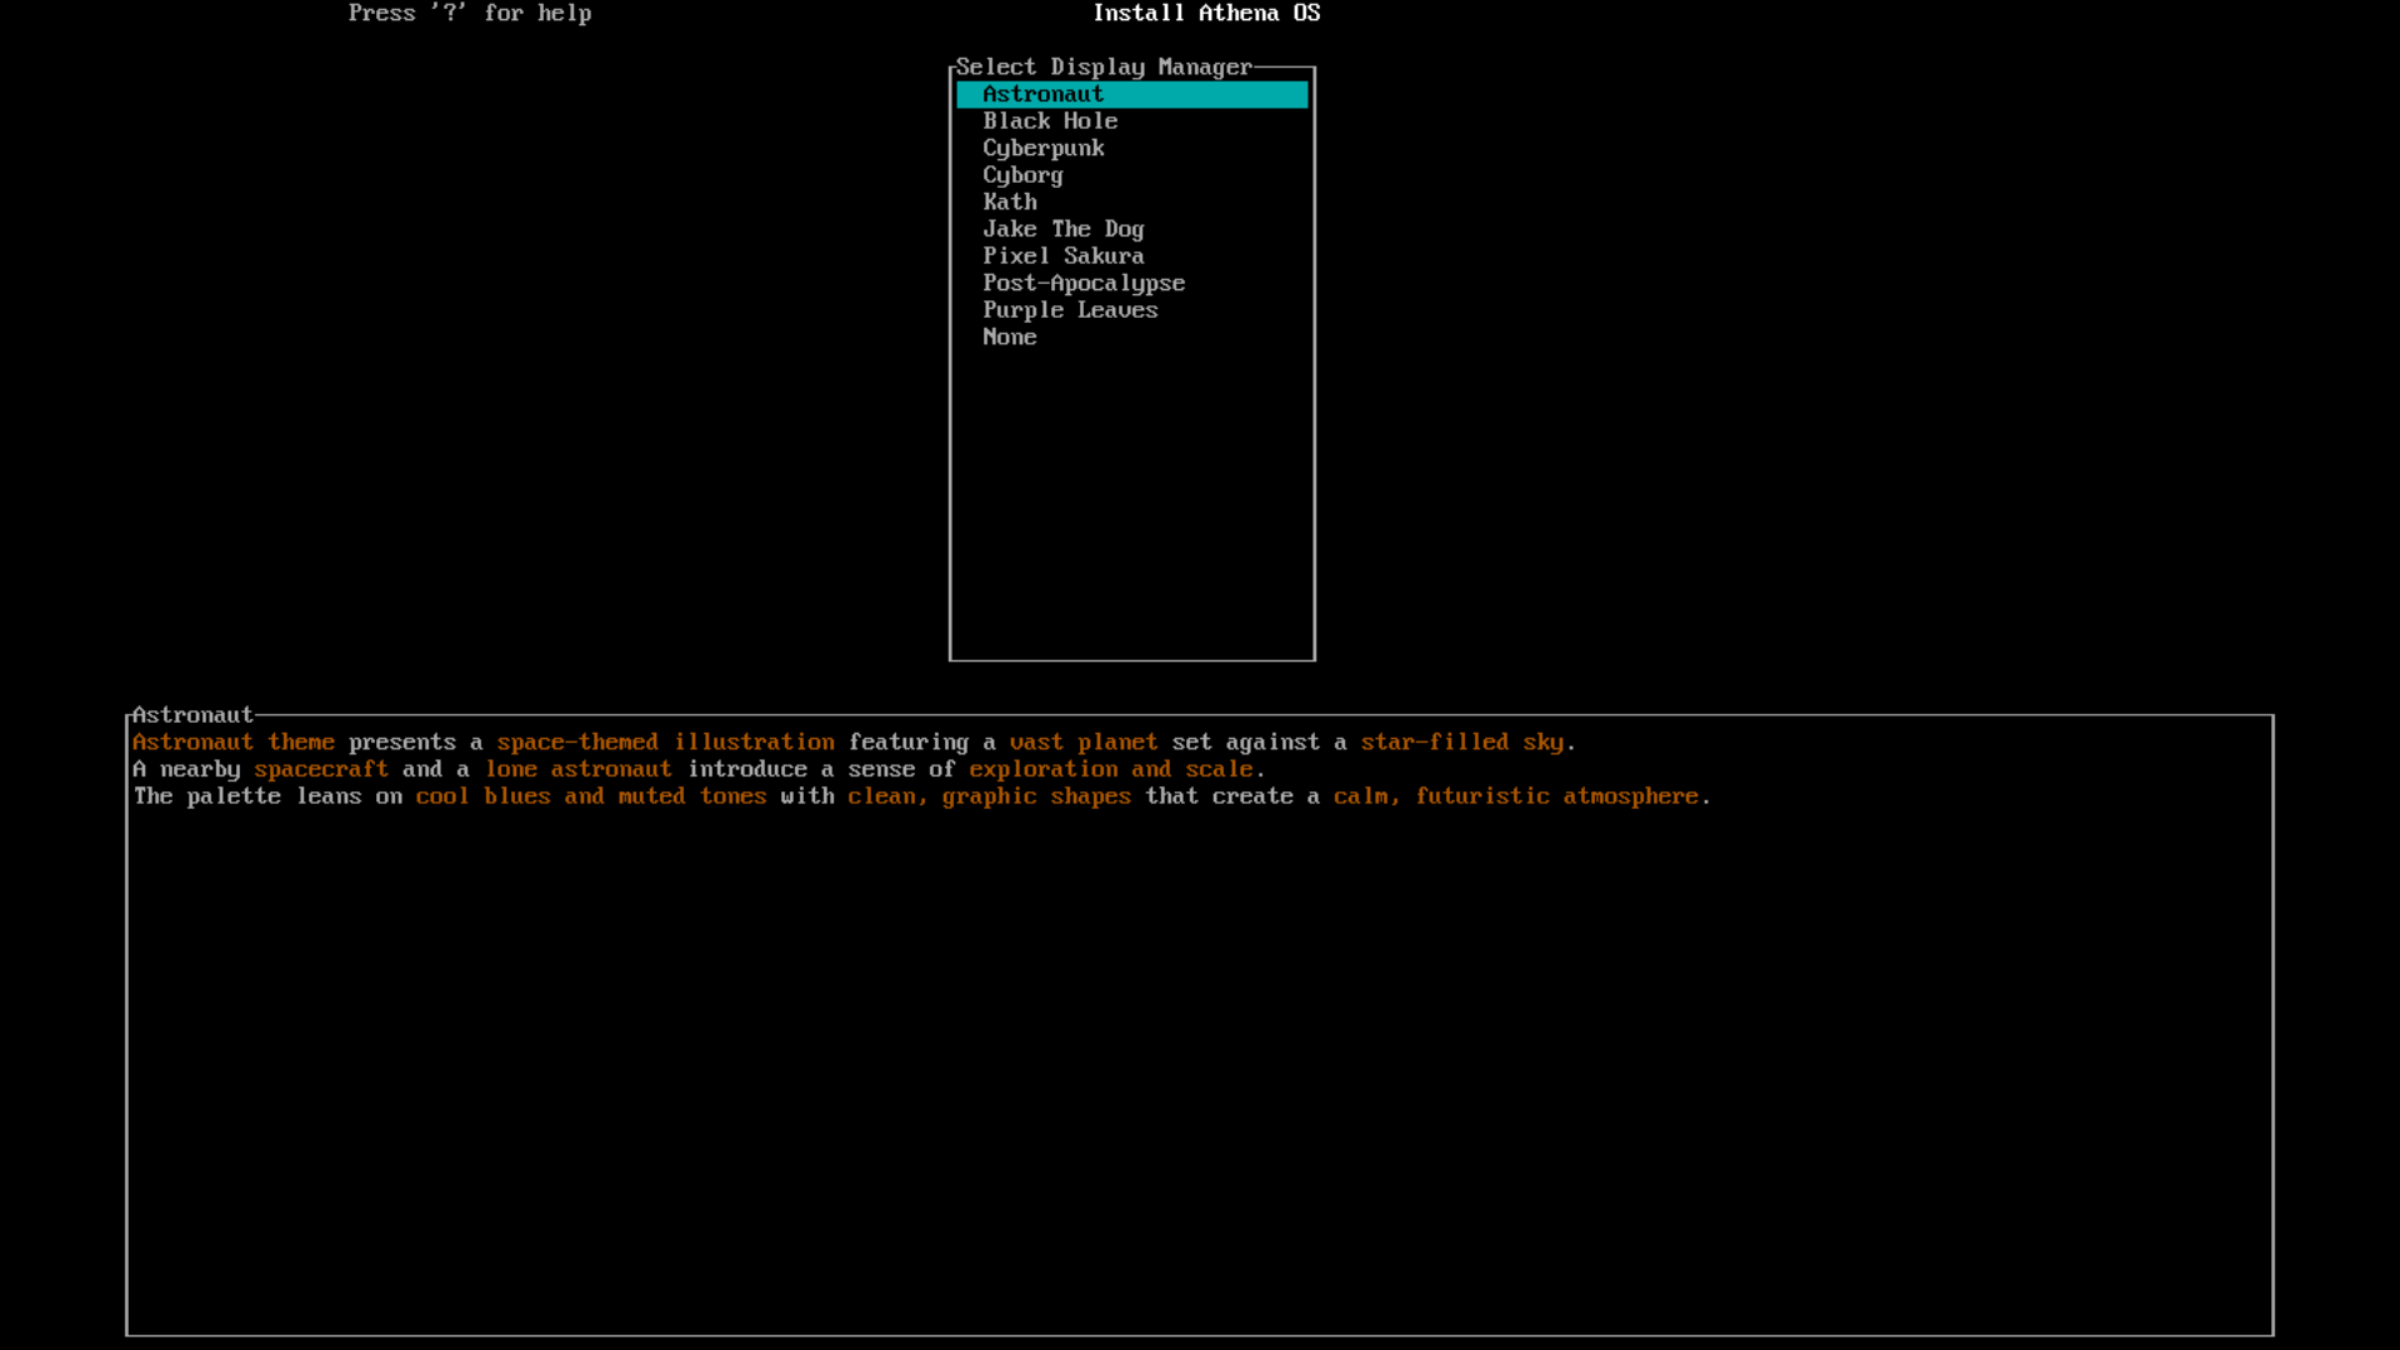 Press '?' for help
Install Athena OS
Select Display Manager
Astronaut
Black Hole
Cyberpunk
Cyborg
Kath
Jake The Dog
Pixel Sakura
Post-Apocalypse
Purple Leaves
None
Astronaut
Astronaut theme presents a space-themed illustration featuring a vast planet set against a star-filled sky.
A nearby spacecraft and a lone astronaut introduce a sense of exploration and scale.
The palette leans on cool blues and muted tones with clean, graphic shapes that create a calm, futuristic atmosphere.